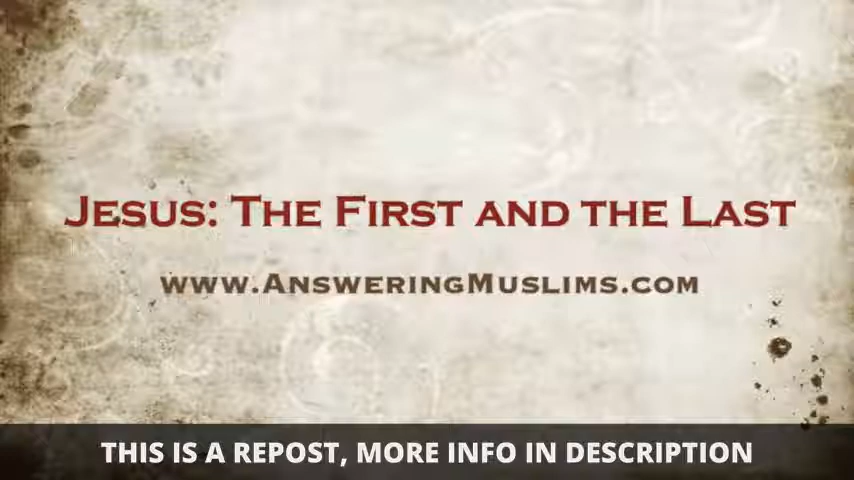 Jesus: The First and the Last
www.AnsweringMuslims.com
THIS IS A REPOST, MORE INFO IN DESCRIPTION